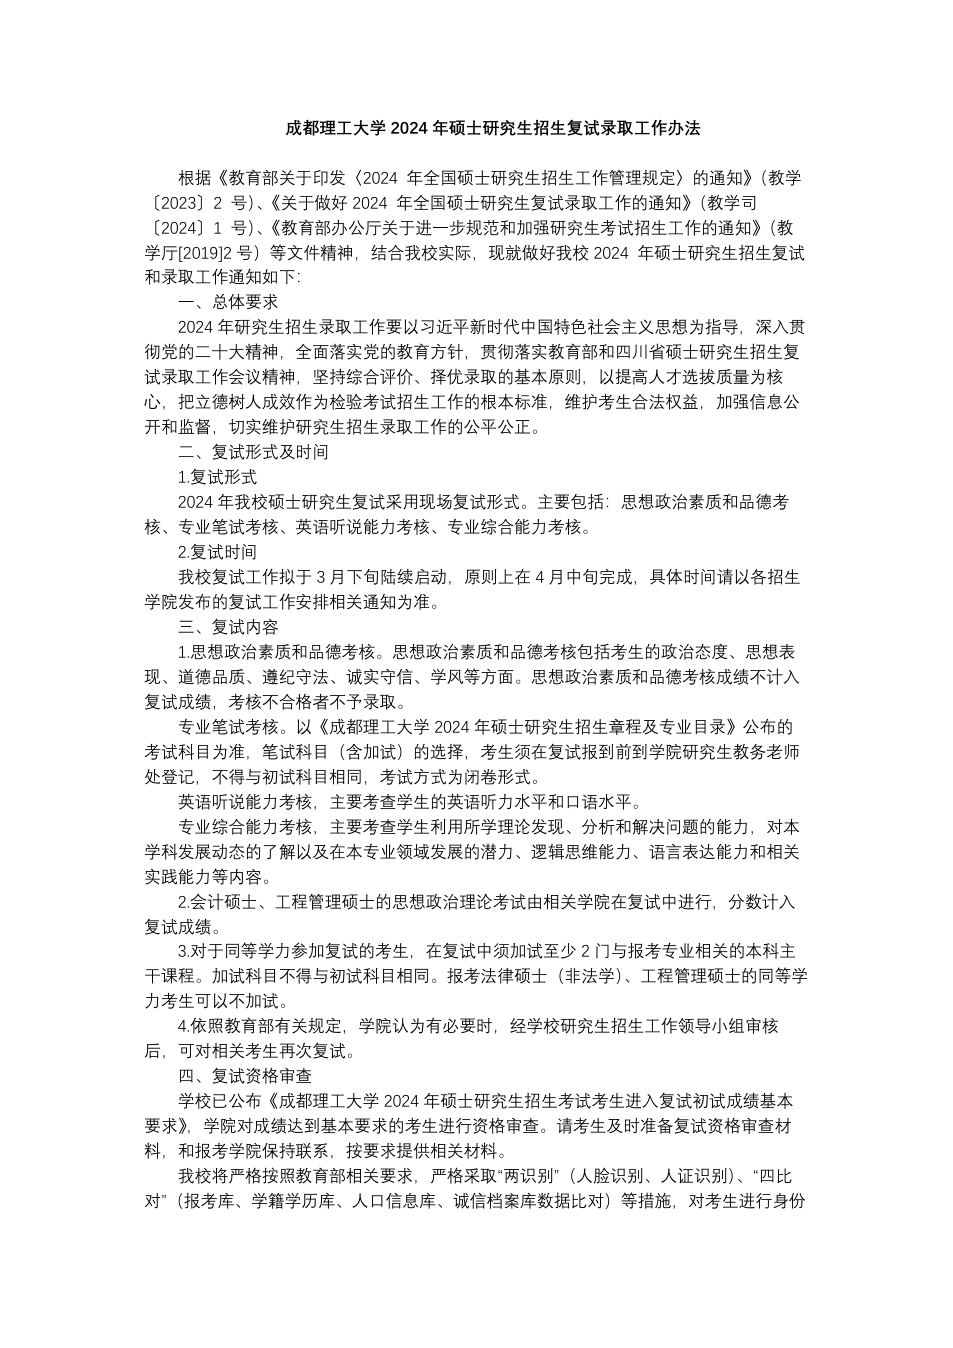 成都理工大学 2024 年硕士研究生招生复试录取工作办法
根据《教育部关于印发〈2024 年全国硕士研究生招生工作管理规定〉的通知》（教学
〔2023〕2 号）、《关于做好 2024 年全国硕士研究生复试录取工作的通知》（教学司
〔2024〕1 号）、《教育部办公厅关于进一步规范和加强研究生考试招生工作的通知》（教
学厅[2019]2 号）等文件精神，结合我校实际，现就做好我校 2024 年硕士研究生招生复试
和录取工作通知如下：
一、总体要求
2024 年研究生招生录取工作要以习近平新时代中国特色社会主义思想为指导，深入贯
彻党的二十大精神，全面落实党的教育方针，贯彻落实教育部和四川省硕士研究生招生复
试录取工作会议精神，坚持综合评价、择优录取的基本原则，以提高人才选拔质量为核
心，把立德树人成效作为检验考试招生工作的根本标准，维护考生合法权益，加强信息公
开和监督，切实维护研究生招生录取工作的公平公正。
二、复试形式及时间
1.复试形式
2024 年我校硕士研究生复试采用现场复试形式。主要包括：思想政治素质和品德考
核、专业笔试考核、英语听说能力考核、专业综合能力考核。
2.复试时间
我校复试工作拟于 3 月下旬陆续启动，原则上在 4 月中旬完成，具体时间请以各招生
学院发布的复试工作安排相关通知为准。
三、复试内容
1.思想政治素质和品德考核。思想政治素质和品德考核包括考生的政治态度、思想表
现、道德品质、遵纪守法、诚实守信、学风等方面。思想政治素质和品德考核成绩不计入
复试成绩，考核不合格者不予录取。
专业笔试考核。以《成都理工大学 2024 年硕士研究生招生章程及专业目录》公布的
考试科目为准，笔试科目（含加试）的选择，考生须在复试报到前到学院研究生教务老师
处登记，不得与初试科目相同，考试方式为闭卷形式。
英语听说能力考核，主要考查学生的英语听力水平和口语水平。
专业综合能力考核，主要考查学生利用所学理论发现、分析和解决问题的能力，对本
学科发展动态的了解以及在本专业领域发展的潜力、逻辑思维能力、语言表达能力和相关
实践能力等内容。
2.会计硕士、工程管理硕士的思想政治理论考试由相关学院在复试中进行，分数计入
复试成绩。
3.对于同等学力参加复试的考生，在复试中须加试至少 2 门与报考专业相关的本科主
干课程。加试科目不得与初试科目相同。报考法律硕士（非法学）、工程管理硕士的同等学
力考生可以不加试。
4.依照教育部有关规定，学院认为有必要时，经学校研究生招生工作领导小组审核
后，可对相关考生再次复试。
四、复试资格审查
学校已公布《成都理工大学 2024 年硕士研究生招生考试考生进入复试初试成绩基本
要求》，学院对成绩达到基本要求的考生进行资格审查。请考生及时准备复试资格审查材
料，和报考学院保持联系，按要求提供相关材料。
我校将严格按照教育部相关要求，严格采取“两识别”（人脸识别、人证识别）、“四比
对”（报考库、学籍学历库、人口信息库、诚信档案库数据比对）等措施，对考生进行身份